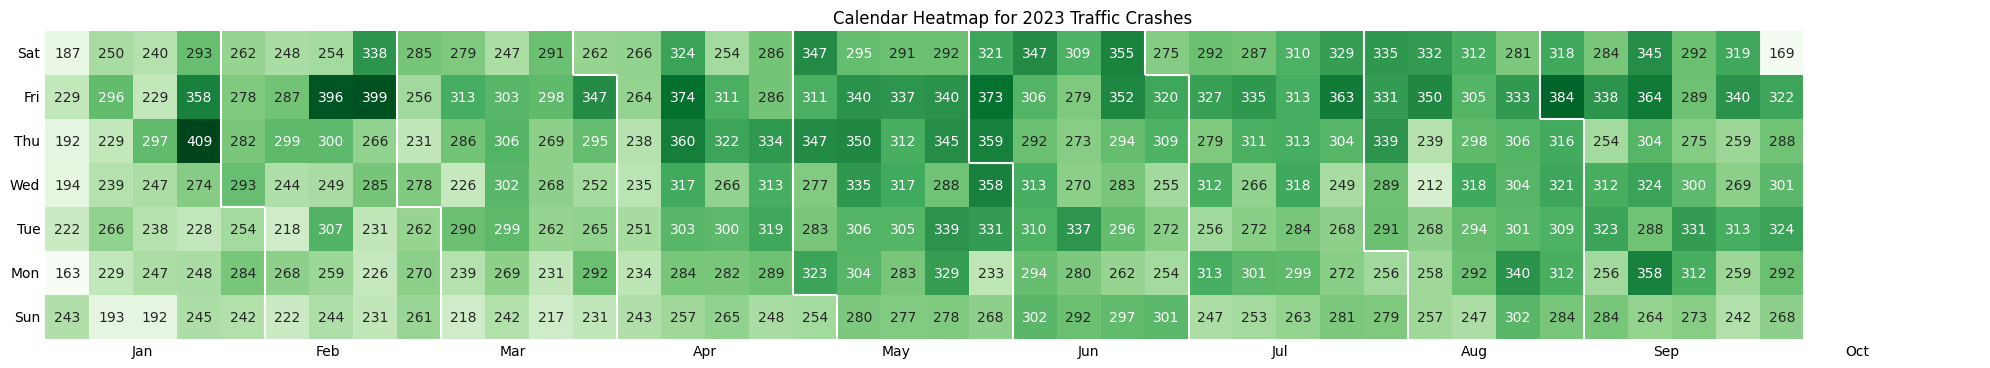 Calendar Heatmap for 2023 Traffic Crashes
Sat 187 250 240 293 262 248 254 338 285 279 247 291 262 266 324 254 286 347 295 291 292 321 347 309 355 275 292 287 310 329 335 332 312 281 318 284 345 292 319 169
Fri 229 296 229 358 278 287 396 399 256 313 303 298 347 264 374 311 286 311 340 337 340 373 306 279 352 320 327 335 313 363 331 350 305 333 384 338 364 289 340 322
Thu 192 229 297 409 282 299 300 266 231 286 306 269 295 238 360 322 334 347 350 312 345 359 292 273 294 309 279 311 313 304 339 239 298 306 316 254 304 275 259 288
Wed 194 239 247 274 293 244 249 285 278 226 302 268 252 235 317 266 313 277 335 317 288 358 313 270 283 255 312 266 318 249 289 212 318 304 321 312 324 300 269 301
Tue 222 266 238 228 254 218 307 231 262 290 299 262 265 251 303 300 319 283 306 305 339 331 310 337 296 272 256 272 284 268 291 268 294 301 309 323 288 331 313 324
Mon 163 229 247 248 284 268 259 226 270 239 269 231 292 234 284 282 289 323 304 283 329 233 294 280 262 254 313 301 299 272 256 258 292 340 312 256 358 312 259 292
Sun 243 193 192 245 242 222 244 231 261 218 242 217 231 243 257 265 248 254 280 277 278 268 302 292 297 301 247 253 263 281 279 257 247 302 284 284 264 273 242 268
Jan Feb Mar Apr May Jun Jul Aug Sep Oct